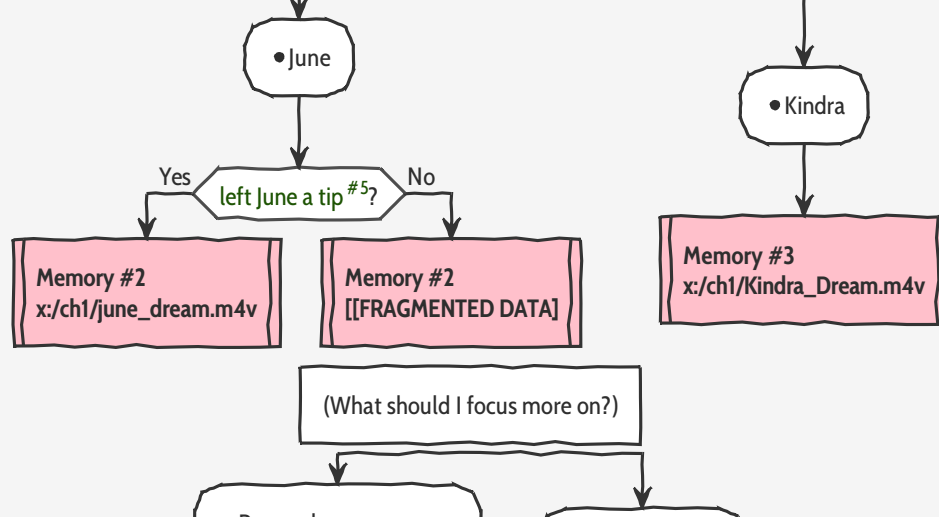 •June
•Kindra
Yes
left June a tip #5?
No
Memory #2
x:/ch1/june_dream.m4v
Memory #2
[[FRAGMENTED DATA]
Memory #3
x:/ch1/Kindra_Dream.m4v
(What should I focus more on?)